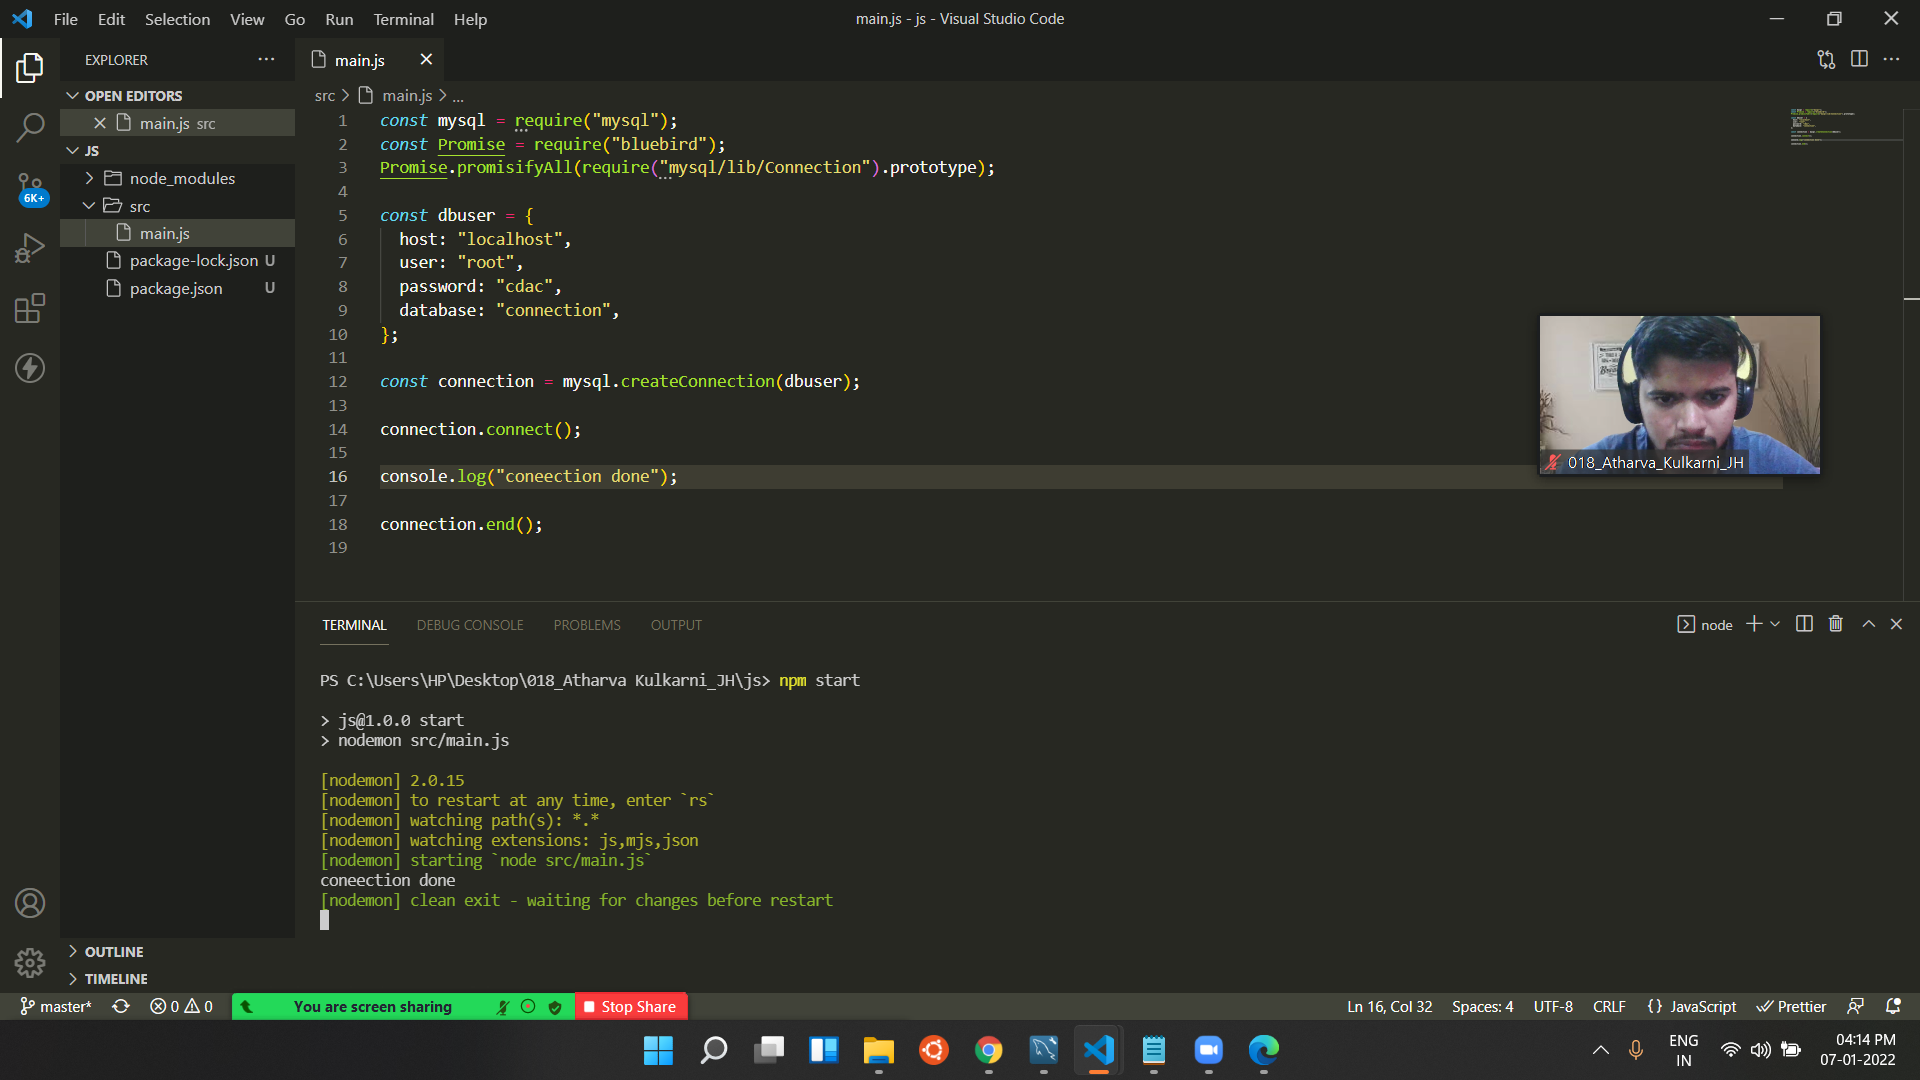 File Edit Selection View Go Run Terminal Help
main.js - js - Visual Studio Code
EXPLORER
OPEN EDITORS
main.js src
JS
node_modules
src
main.js
package-lock.json U
package.json U
6K+
OUTLINE
TIMELINE
main.js
src > main.js > ...
1 const mysql = require("mysql");
2 const Promise = require("bluebird");
3 Promise.promisifyAll(require("mysql/lib/Connection").prototype);
4
5 const dbuser = {
6 host: "localhost",
7 user: "root",
8 password: "cdac",
9 database: "connection",
10 };
11
12 const connection = mysql.createConnection(dbuser);
13
14 connection.connect();
15
16 console.log("coneection done");
17
18 connection.end();
19
018_Atharva_Kulkarni_JH
TERMINAL DEBUG CONSOLE PROBLEMS OUTPUT
node
PS C:\Users\HP\Desktop\018_Atharva Kulkarni_JH\js> npm start
> js@1.0.0 start
> nodemon src/main.js
[nodemon] 2.0.15
[nodemon] to restart at any time, enter `rs`
[nodemon] watching path(s): *.*
[nodemon] watching extensions: js,mjs,json
[nodemon] starting `node src/main.js`
coneection done
[nodemon] clean exit - waiting for changes before restart
master* 0 0 You are screen sharing Stop Share
Ln 16, Col 32 Spaces: 4 UTF-8 CRLF {} JavaScript Prettier
ENG
IN
04:14 PM
07-01-2022